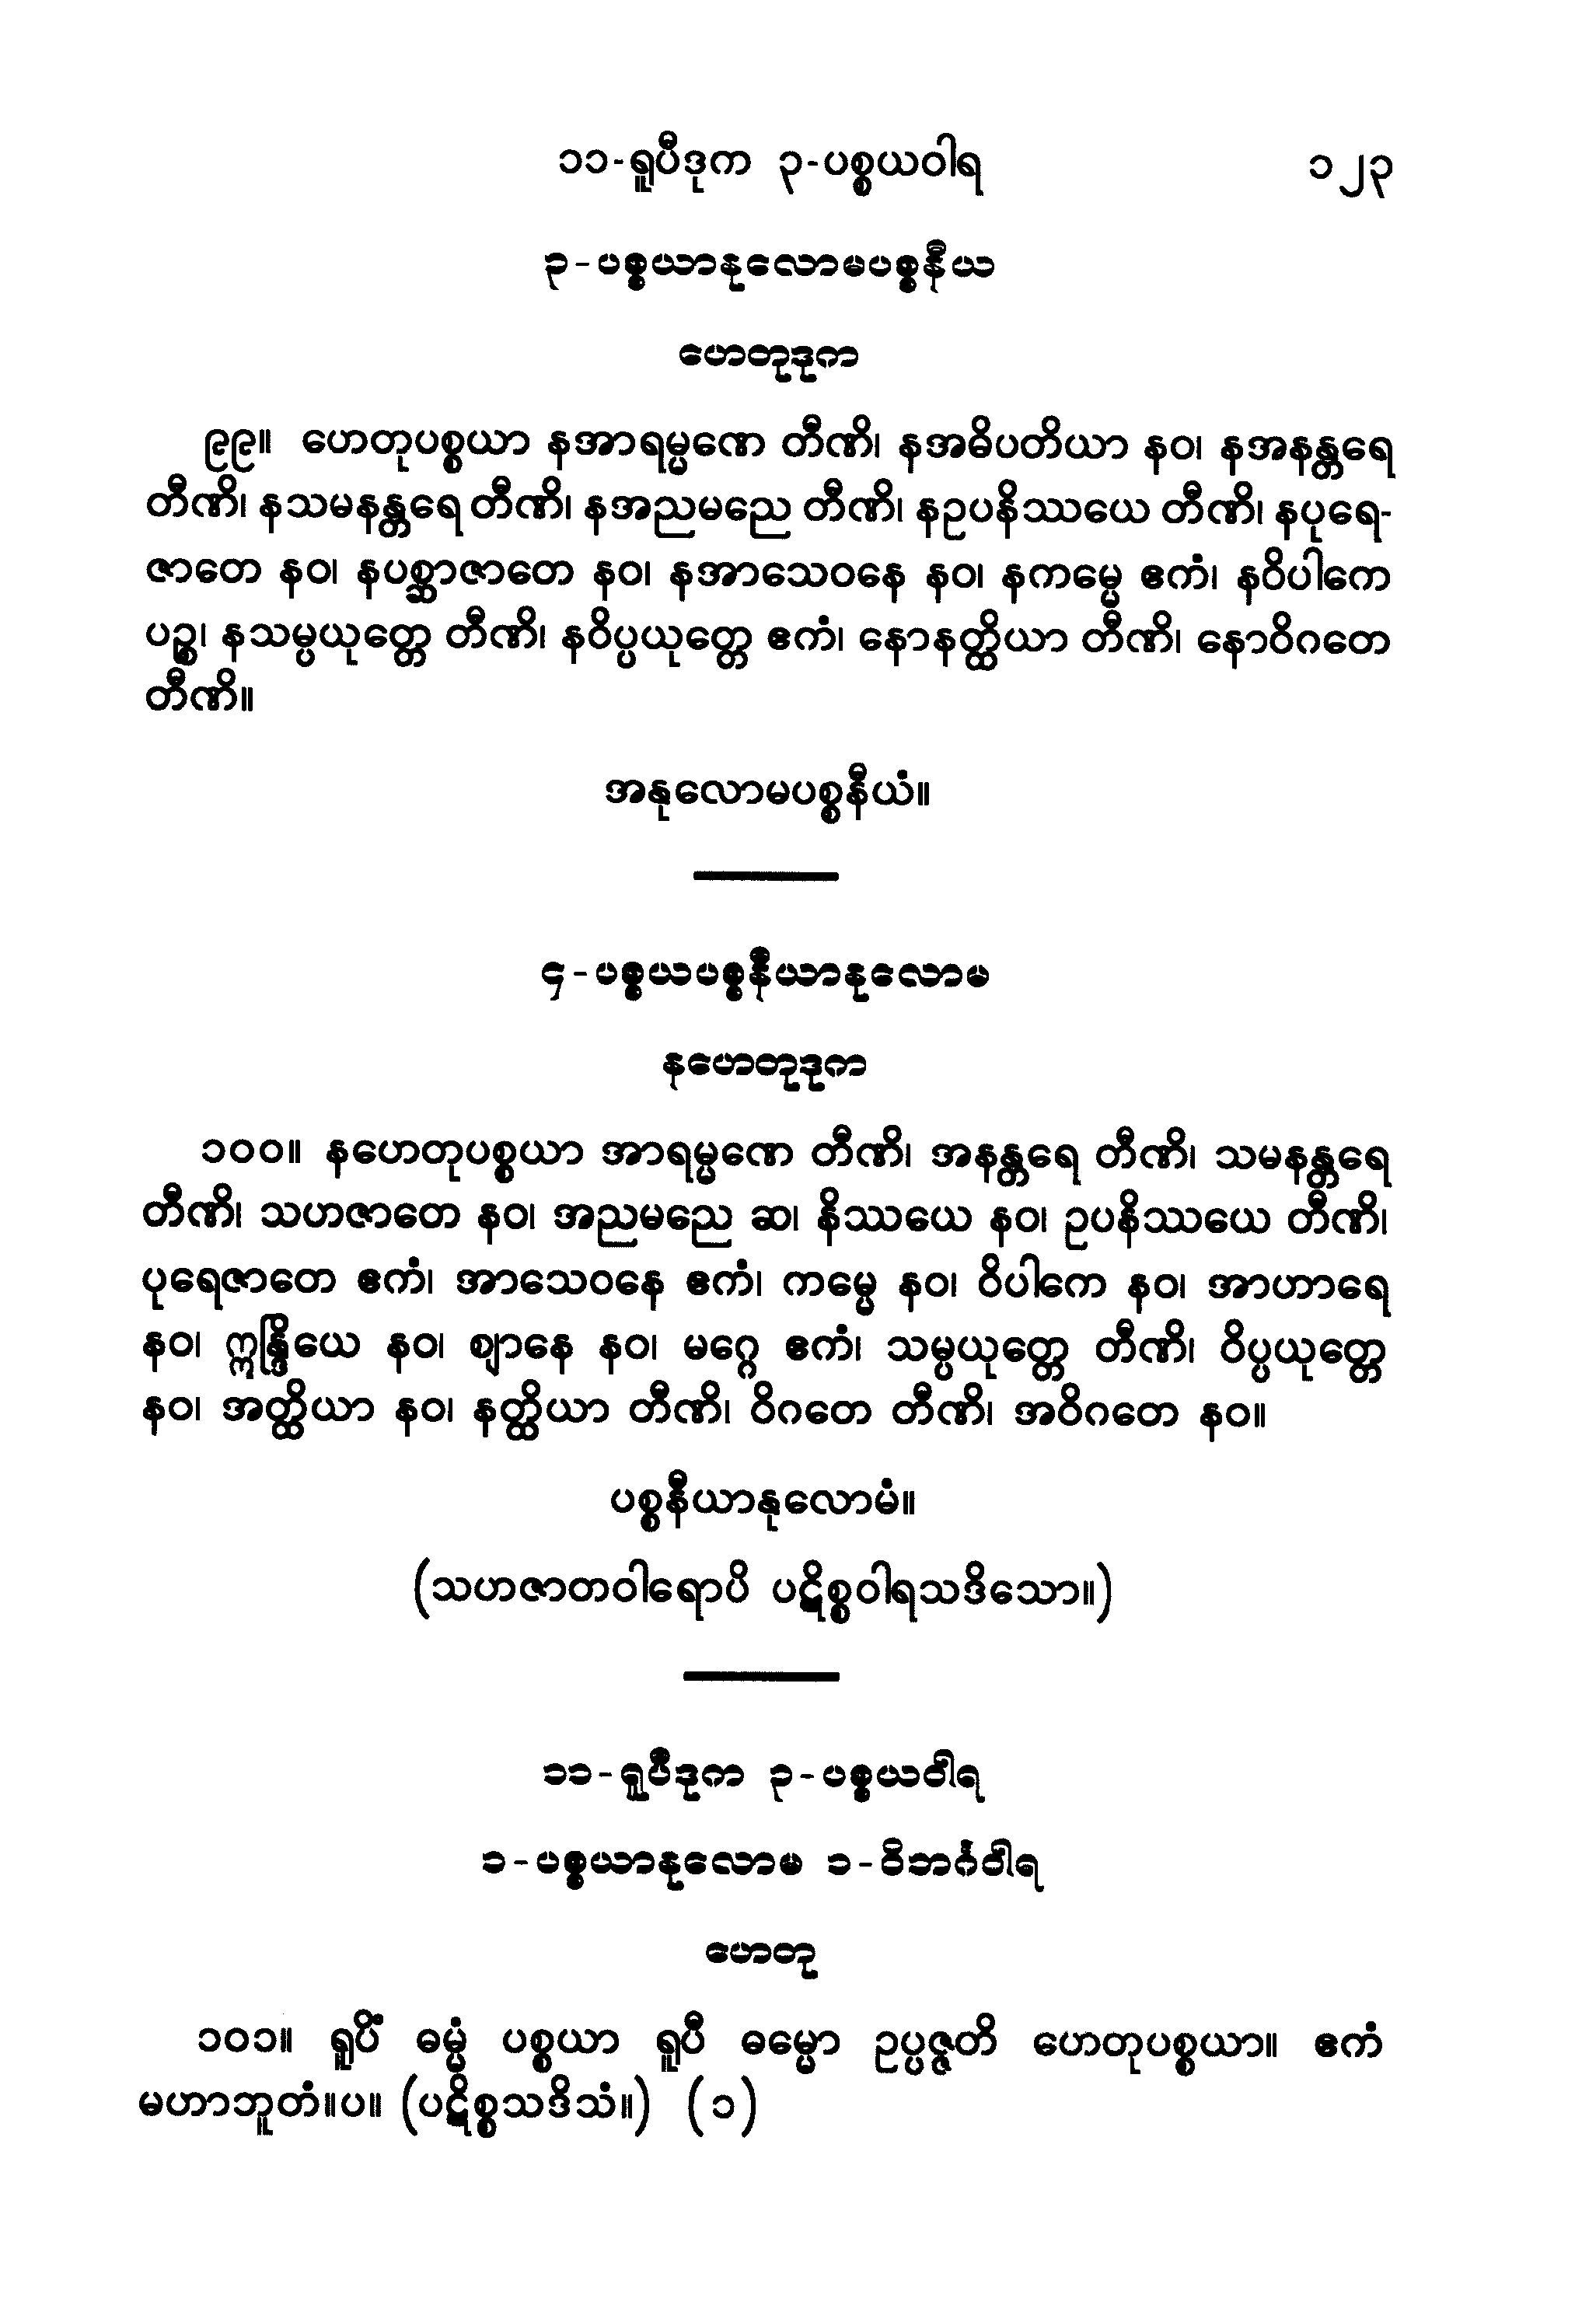 ၁၁-ရူပီဒုက ၃-ပစ္စယဝါရ ၁၂၃
၃-ပစ္စယာနုလောမပစ္စနီယ
ဟေတုဒုက
၉၉။ ဟေတုပစ္စယာ နအာရမ္မဏေ တီဏိ၊ နအဓိပတိယာ နဝ၊ နအနန္တရေ
တီဏိ၊ နသမနန္တရေ တီဏိ၊ နအညမညေ တီဏိ၊ နဥပနိဿယေ တီဏိ၊ နပုရေ-
ဇာတေ နဝ၊ နပစ္ဆာဇာတေ နဝ၊ နအာသေဝနေ နဝ၊ နကမ္မေ ဧကံ၊ နဝိပါကေ
ပဉ္စ၊ နသမ္ပယုတ္တေ တီဏိ၊ နဝိပ္ပယုတ္တေ ဧကံ၊ နောနတ္ထိယာ တီဏိ၊ နောဝိဂတေ
တီဏိ။
အနုလောမပစ္စနီယံ။
၄-ပစ္စယပစ္စနီယာနုလောမ
နဟေတုဒုက
၁၀၀။ နဟေတုပစ္စယာ အာရမ္မဏေ တီဏိ၊ အနန္တရေ တီဏိ၊ သမနန္တရေ
တီဏိ၊ သဟဇာတေ နဝ၊ အညမညေ ဆ၊ နိဿယေ နဝ၊ ဥပနိဿယေ တီဏိ၊
ပုရေဇာတေ ဧကံ၊ အာသေဝနေ ဧကံ၊ ကမ္မေ နဝ၊ ဝိပါကေ နဝ၊ အာဟာရေ
နဝ၊ ဣန္ဒြိယေ နဝ၊ ဈာနေ နဝ၊ မဂ္ဂေ ဧကံ၊ သမ္ပယုတ္တေ တီဏိ၊ ဝိပ္ပယုတ္တေ
နဝ၊ အတ္ထိယာ နဝ၊ နတ္ထိယာ တီဏိ၊ ဝိဂတေ တီဏိ၊ အဝိဂတေ နဝ။
ပစ္စနီယာနုလောမံ။
(သဟဇာတဝါရောပိ ပဋိစ္စဝါရသဒိသော။)
၁၁-ရူပီဒုက ၃-ပစ္စယဝါရ
၁-ပစ္စယာနုလောမ ၁-ဝိဘင်္ဂဝါရ
ဟေတု
၁၀၁။ ရူပိံ ဓမ္မံ ပစ္စယာ ရူပီ ဓမ္မော ဥပ္ပဇ္ဇတိ ဟေတုပစ္စယာ။ ဧကံ
မဟာဘူတံ။ပ။ (ပဋိစ္စသဒိသံ။) (၁)